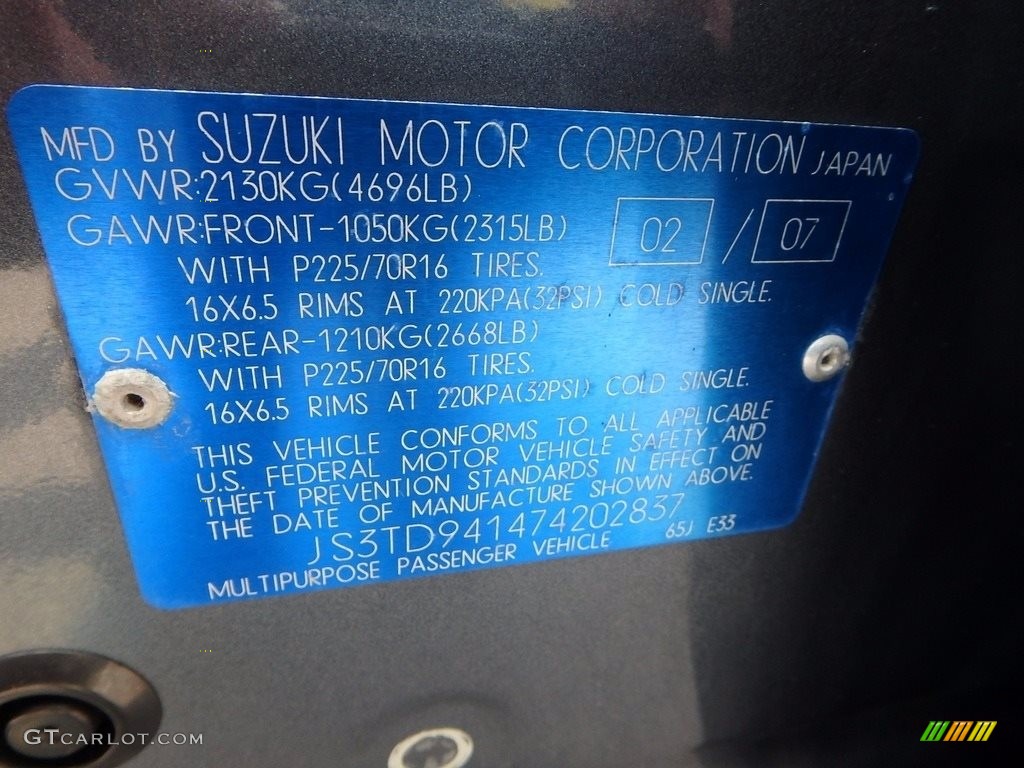 MFD BY SUZUKI MOTOR CORPORATION JAPAN
GVWR:2130KG(4696LB)
GAWR:FRONT-1050KG(2315LB) 02 / 07
WITH P225/70R16 TIRES.
16X6.5 RIMS AT 220KPA(32PSI) COLD SINGLE.
GAWR:REAR-1210KG(2668LB)
WITH P225/70R16 TIRES.
16X6.5 RIMS AT 220KPA(32PSI) COLD SINGLE.
THIS VEHICLE CONFORMS TO ALL APPLICABLE
U.S. FEDERAL MOTOR VEHICLE SAFETY AND
THEFT PREVENTION STANDARDS IN EFFECT ON
THE DATE OF MANUFACTURE SHOWN ABOVE.
JS3TD941474202837
MULTIPURPOSE PASSENGER VEHICLE 65J E33
GTCARLOT.COM